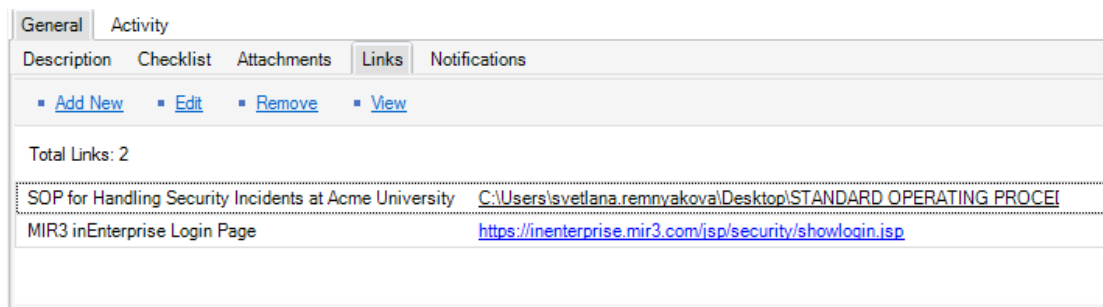 General Activity
Description Checklist Attachments Links Notifications
Add New Edit Remove View
Total Links: 2
SOP for Handling Security Incidents at Acme University C:\Users\svetlana.remnyakova\Desktop\STANDARD OPERATING
MIR3 inEnterprise Login Page https://inenterprise.mir3.com/jsp/security/showlogin.jsp